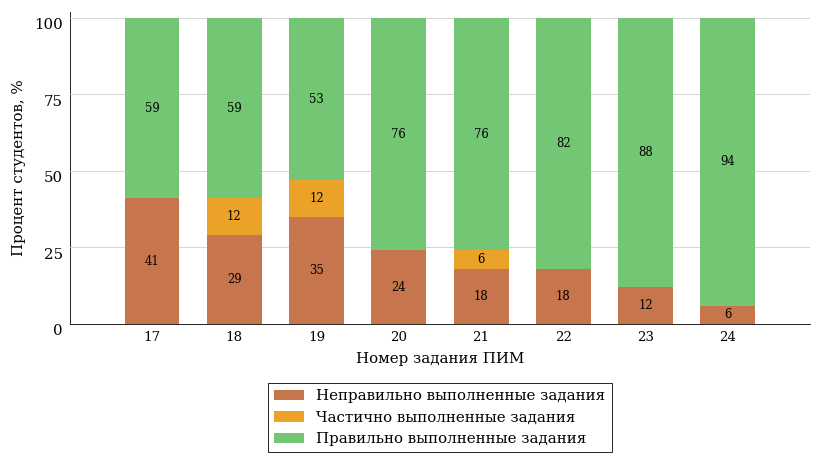 Процент студентов, %
100
75
50
25
0
59 59 53 76 76 82 88 94
12 12 6
41 29 35 24 18 18 12 6
17 18 19 20 21 22 23 24
Номер задания ПИМ
Неправильно выполненные задания
Частично выполненные задания
Правильно выполненные задания